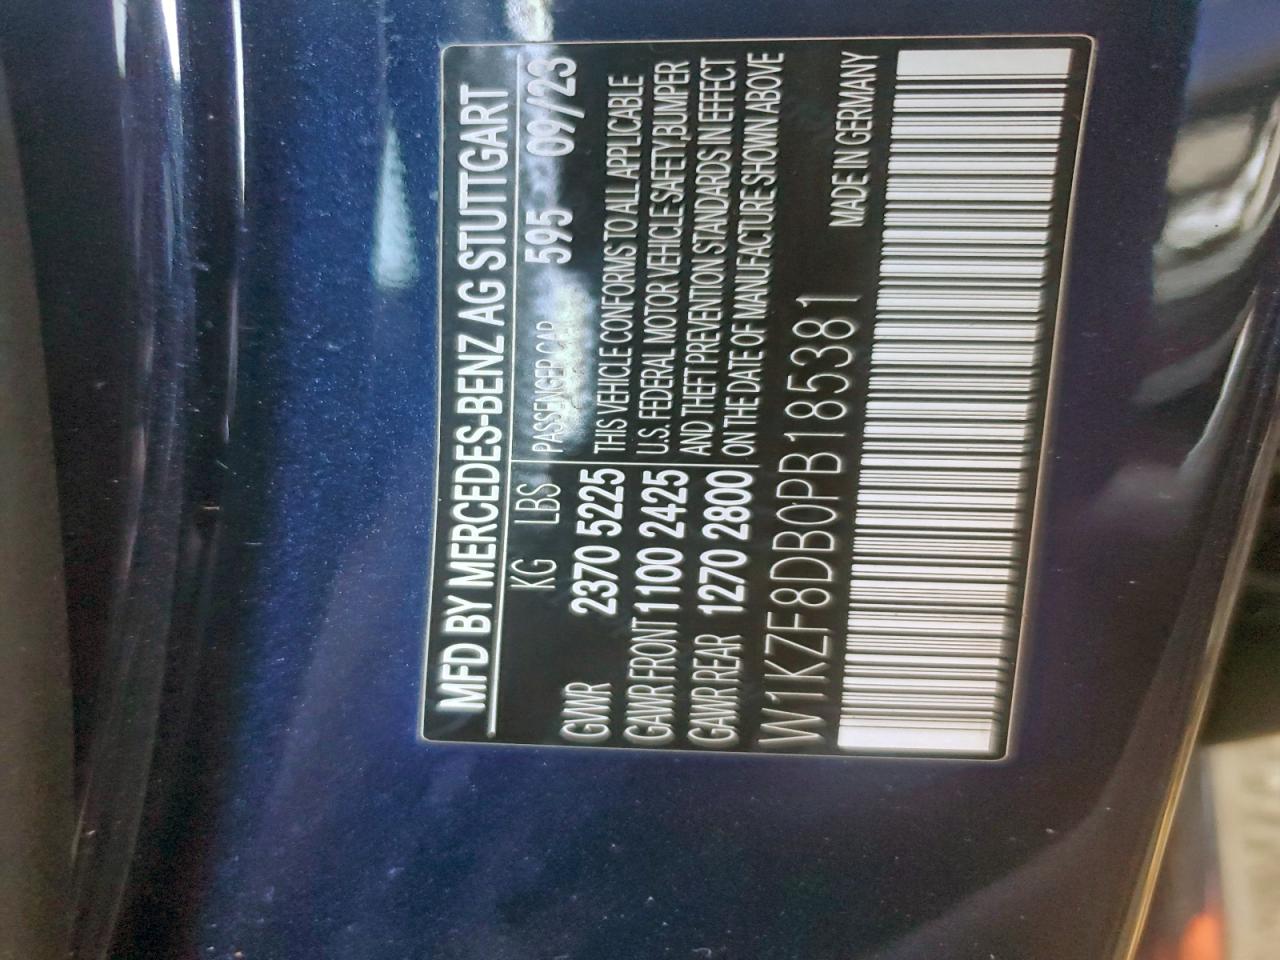 MFD BY MERCEDES-BENZ AG STUTTGART
KG LBS PASSENGER CAP 595 09/23
GVWR 2370 5225 THIS VEHICLE CONFORMS TO ALL APPLICABLE
GAWR FRONT 1100 2425 U.S. FEDERAL MOTOR VEHICLE SAFETY,BUMPER
GAWR REAR 1270 2800 AND THEFT PREVENTION STANDARDS IN EFFECT
ON THE DATE OF MANUFACTURE SHOWN ABOVE
W1KZF8DB0PB185381 MADE IN GERMANY